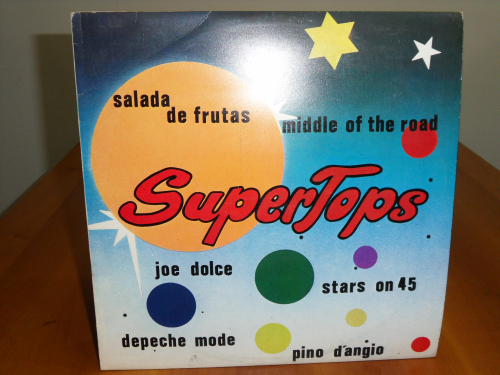 salada
de frutas
middle of the road
SuperTops
joe dolce
stars on 45
depeche mode
pino d'angio